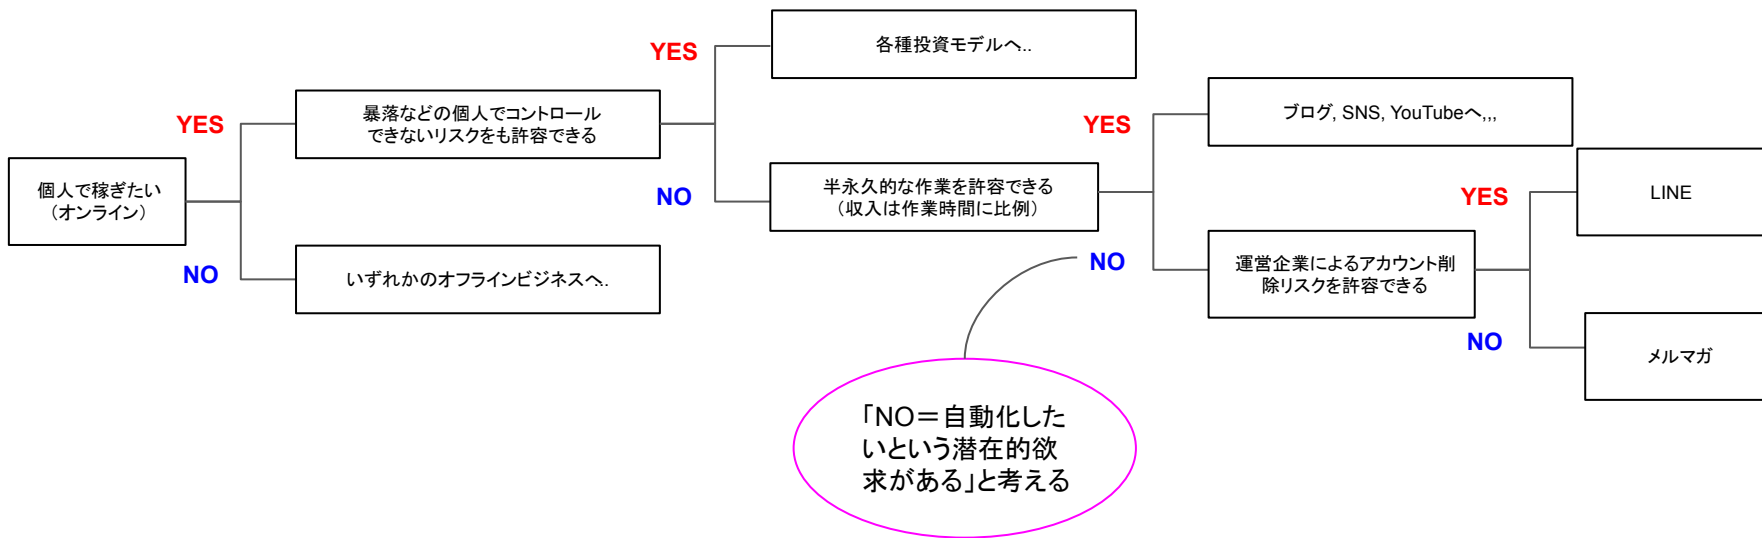 個人で稼ぎたい
（オンライン）
YES
NO
暴落などの個人でコントロール
できないリスクをも許容できる
いずれかのオフラインビジネスへ...
YES
NO
各種投資モデルへ...
半永久的な作業を許容できる
（収入は作業時間に比例）
YES
NO
ブログ, SNS, YouTubeへ,,,
運営企業によるアカウント削
除リスクを許容できる
YES
NO
LINE
メルマガ
「NO＝自動化した
いという潜在的欲
求がある」と考える